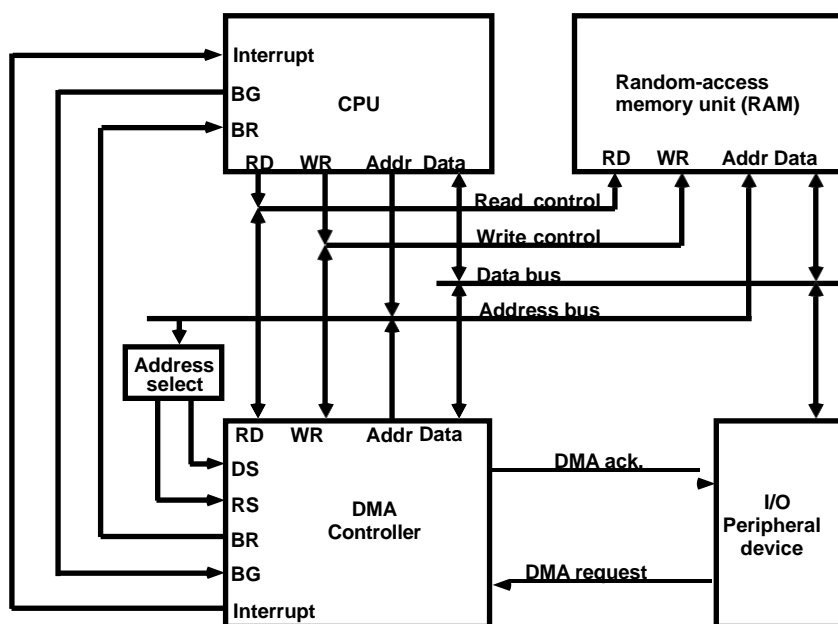 Interrupt
BG
CPU
BR
RD WR Addr Data
Random-access
memory unit (RAM)
RD WR Addr Data
Read control
Write control
Data bus
Address bus
Address
select
RD WR Addr Data
DS
RS
BR
BG
Interrupt
DMA
Controller
DMA ack.
DMA request
I/O
Peripheral
device